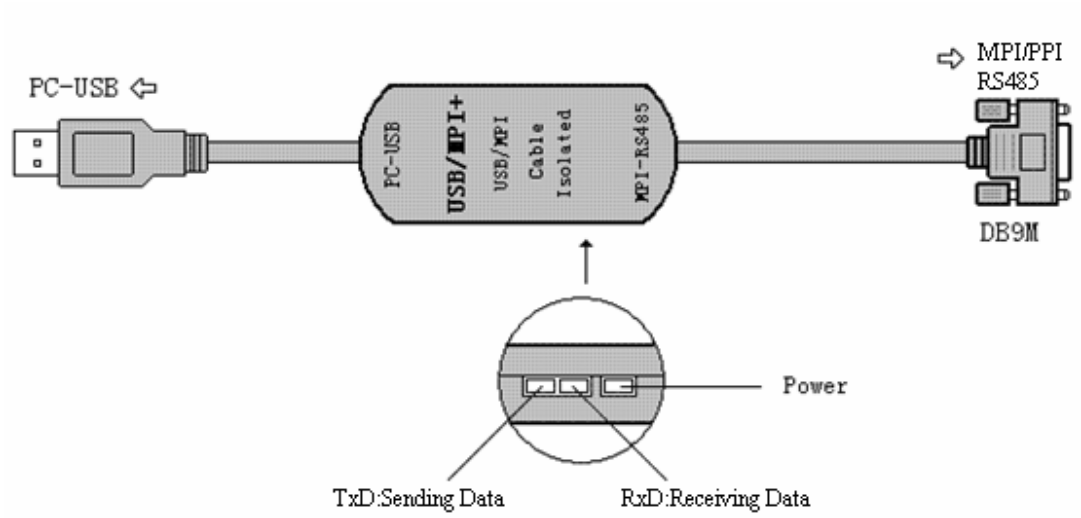 PC-USB
MPI/PPI
RS485
PC-USB
USB/MPI+
USB/MPI
Cable
Isolated
MPI-RS485
DB9M
Power
TxD:Sending Data
RxD:Receiving Data